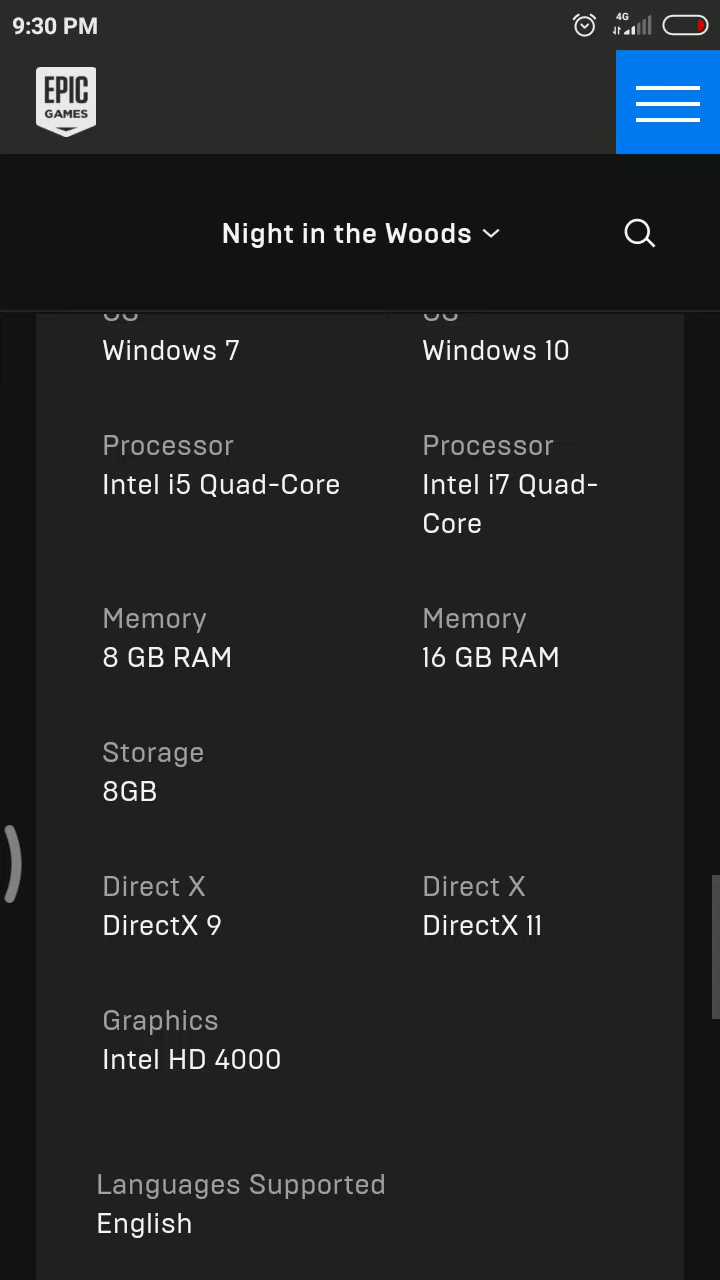 9:30 PM
4G
EPIC
GAMES
Night in the Woods
OS OS
Windows 7 Windows 10
Processor Processor
Intel i5 Quad-Core Intel i7 Quad-
Core
Memory Memory
8 GB RAM 16 GB RAM
Storage
8GB
Direct X Direct X
DirectX 9 DirectX 11
Graphics
Intel HD 4000
Languages Supported
English